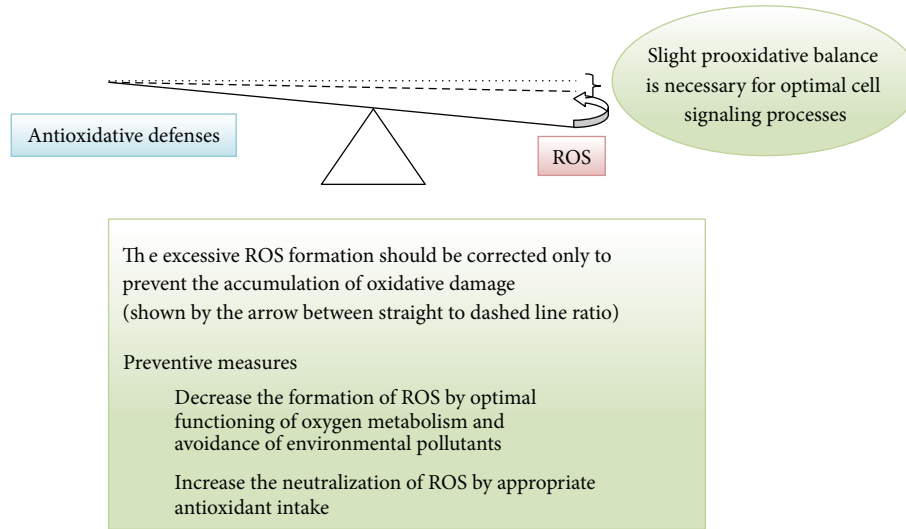 Slight prooxidative balance
is necessary for optimal cell
signaling processes
Antioxidative defenses
ROS
The excessive ROS formation should be corrected only to
prevent the accumulation of oxidative damage
(shown by the arrow between straight to dashed line ratio)
Preventive measures
Decrease the formation of ROS by optimal
functioning of oxygen metabolism and
avoidance of environmental pollutants
Increase the neutralization of ROS by appropriate
antioxidant intake